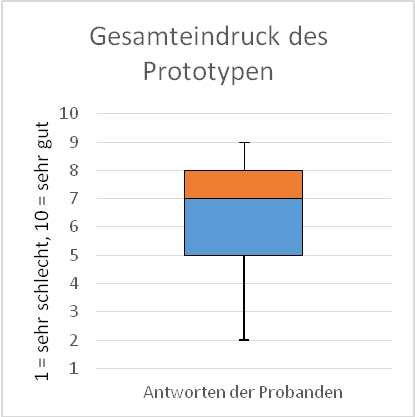 Gesamteindruck des
Prototypen
1 = sehr schlecht, 10 = sehr gut
10
9
8
7
6
5
4
3
2
1
Antworten der Probanden